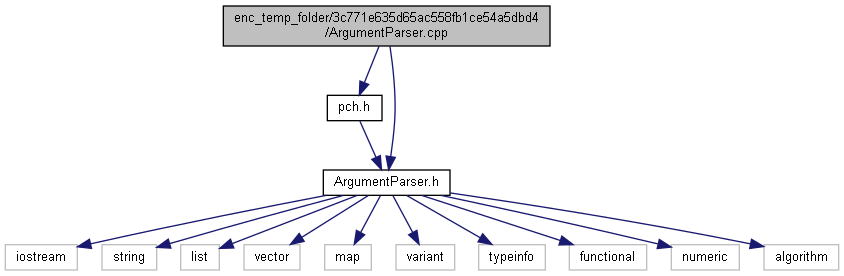 enc_temp_folder/3c771e635d65ac558fb1ce54a5dbd4
/ArgumentParser.cpp
pch.h
ArgumentParser.h
iostream
string
list
vector
map
variant
typeinfo
functional
numeric
algorithm